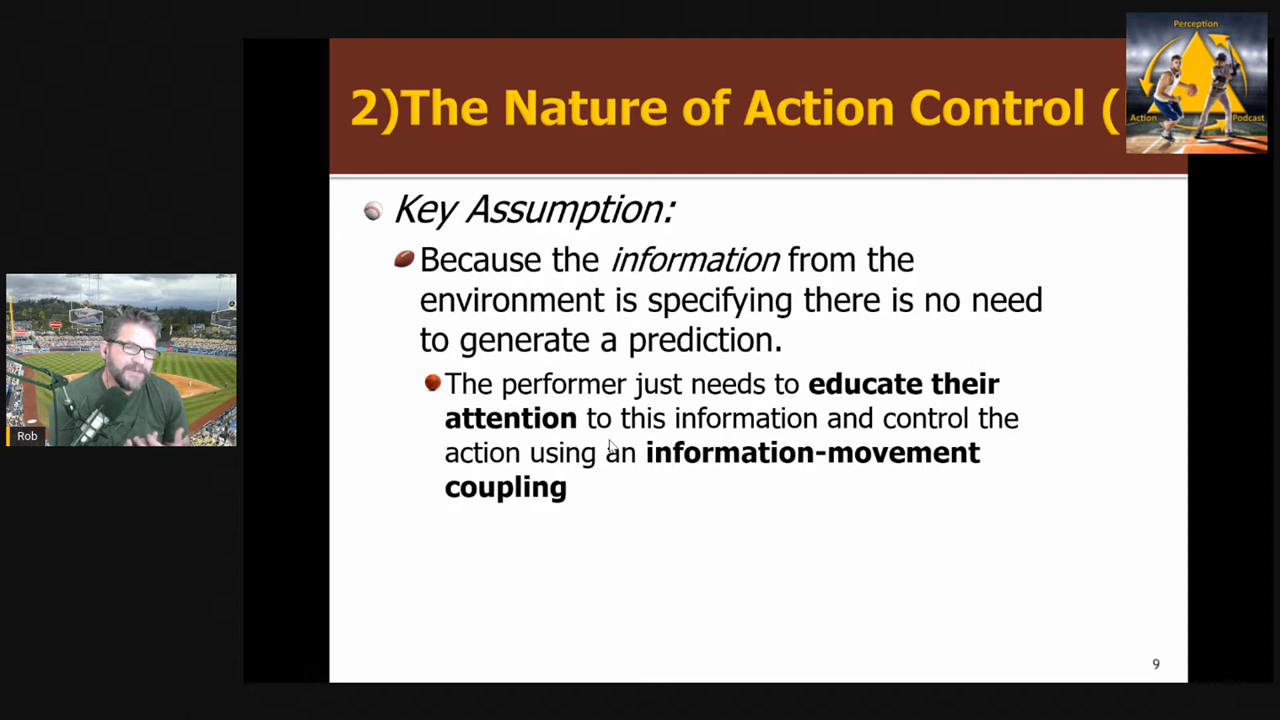 Perception
Action
Podcast
2)The Nature of Action Control (
Key Assumption:
Because the information from the
environment is specifying there is no need
to generate a prediction.
The performer just needs to educate their
attention to this information and control the
action using an information-movement
coupling
Rob
9